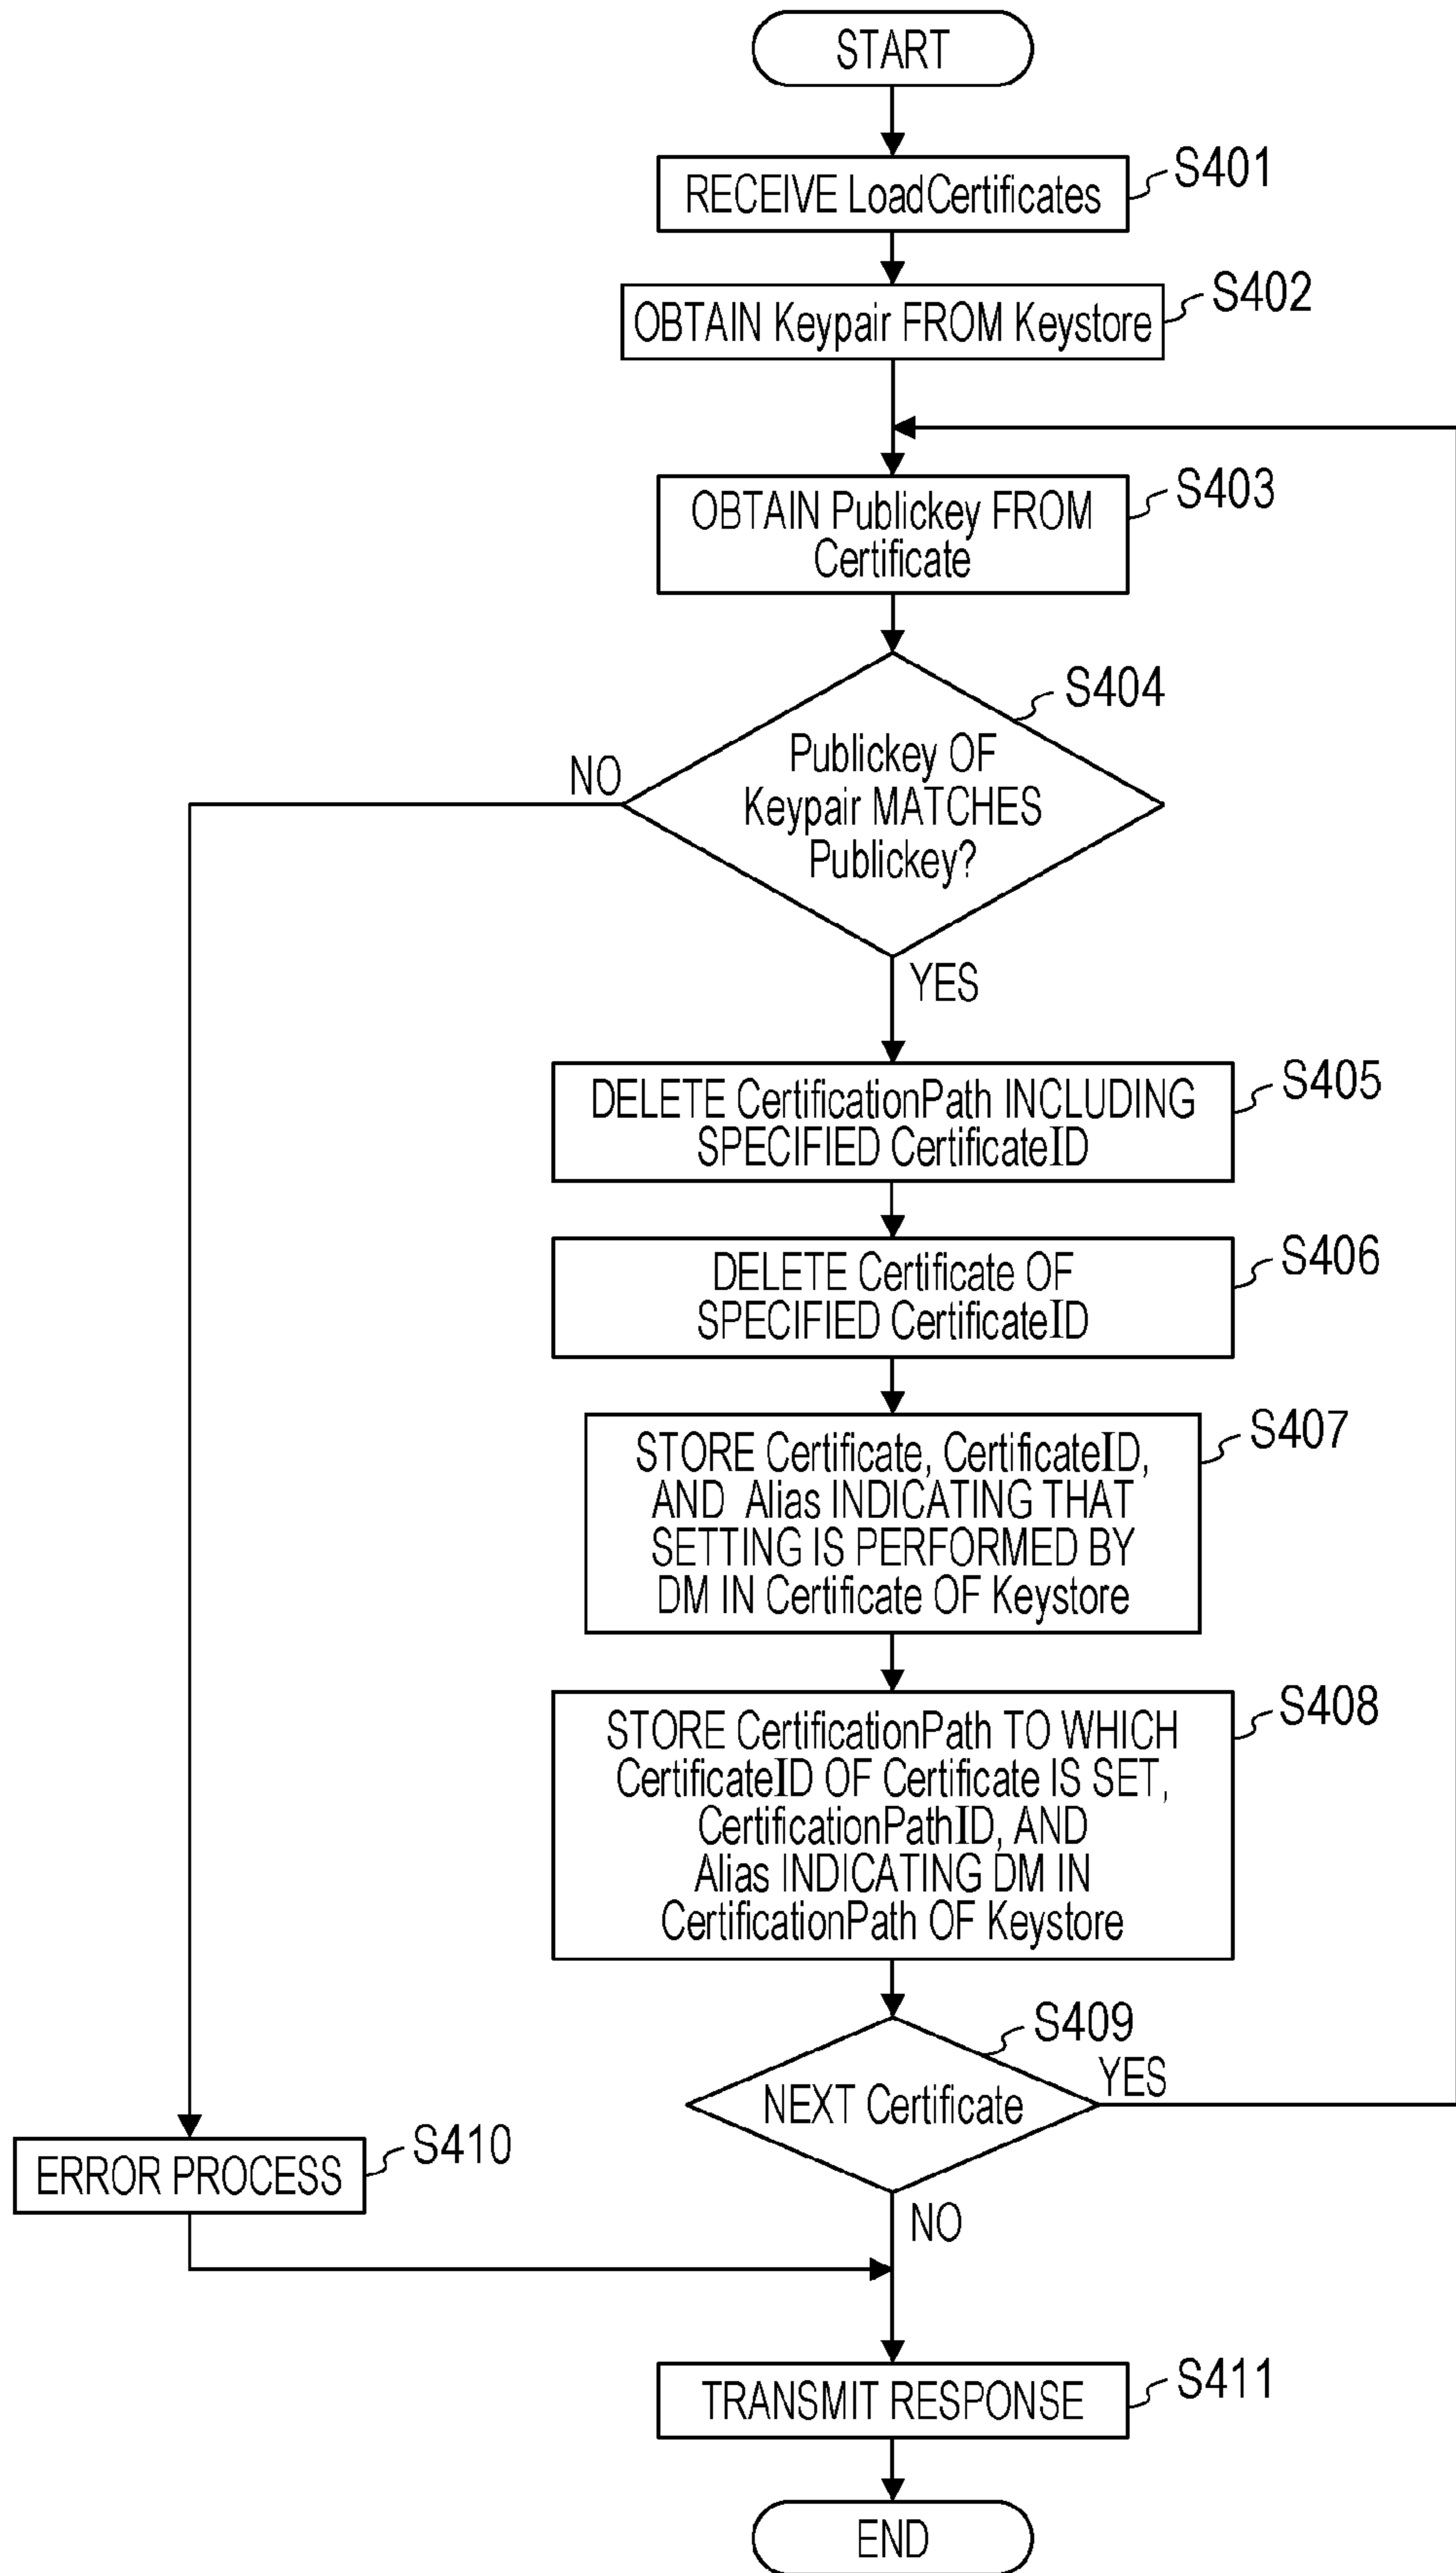 START
RECEIVE LoadCertificates
S401
OBTAIN Keypair FROM Keystore
S402
OBTAIN Publickey FROM
Certificate
S403
S404
Publickey OF
Keypair MATCHES
Publickey?
NO
YES
DELETE CertificationPath INCLUDING
SPECIFIED CertificateID
S405
DELETE Certificate OF
SPECIFIED CertificateID
S406
STORE Certificate, CertificateID,
AND Alias INDICATING THAT
SETTING IS PERFORMED BY
DM IN Certificate OF Keystore
S407
STORE CertificationPath TO WHICH
CertificateID OF Certificate IS SET,
CertificationPathID, AND
Alias INDICATING DM IN
CertificationPath OF Keystore
S408
S409
NEXT Certificate
YES
NO
ERROR PROCESS
S410
TRANSMIT RESPONSE
S411
END